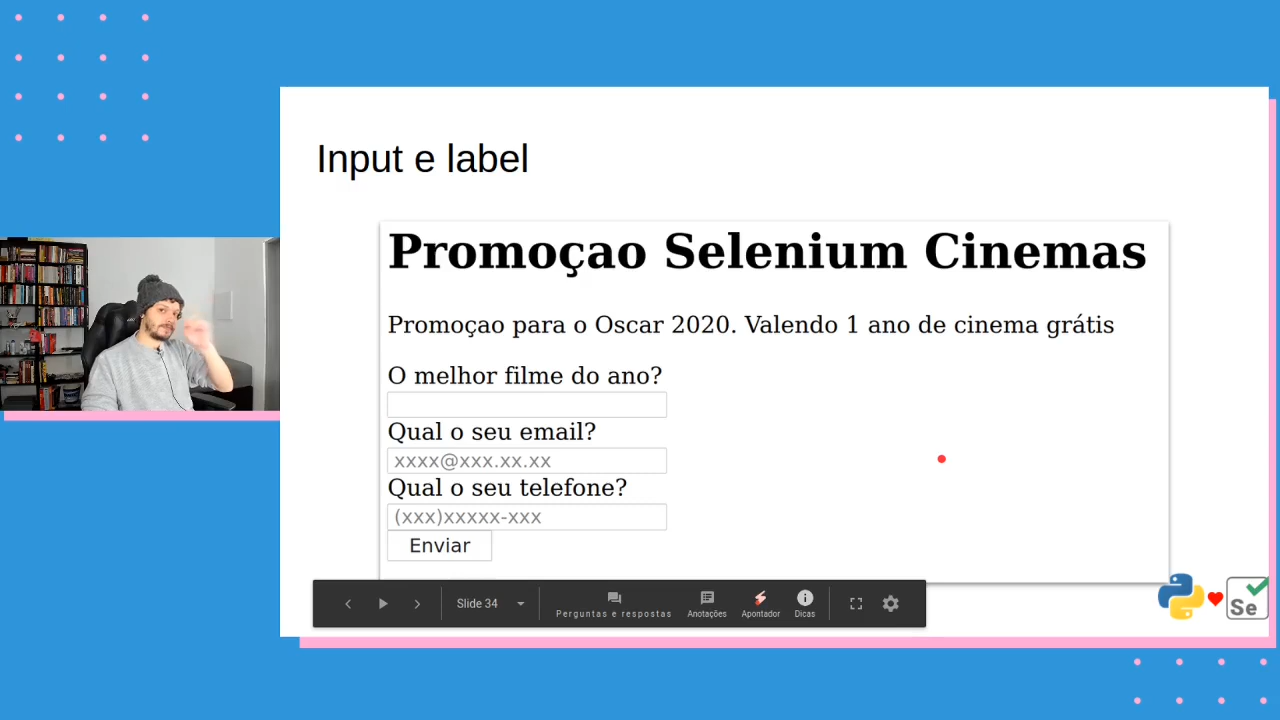 Input e label
Promoçao Selenium Cinemas
Promoçao para o Oscar 2020. Valendo 1 ano de cinema grátis
O melhor filme do ano?
Qual o seu email?
xxxx@xxx.xx.xx
Qual o seu telefone?
(xxx)xxxxx-xxx
Enviar
Slide 34
Perguntas e respostas
Anotações
Apontador
Dicas
Se